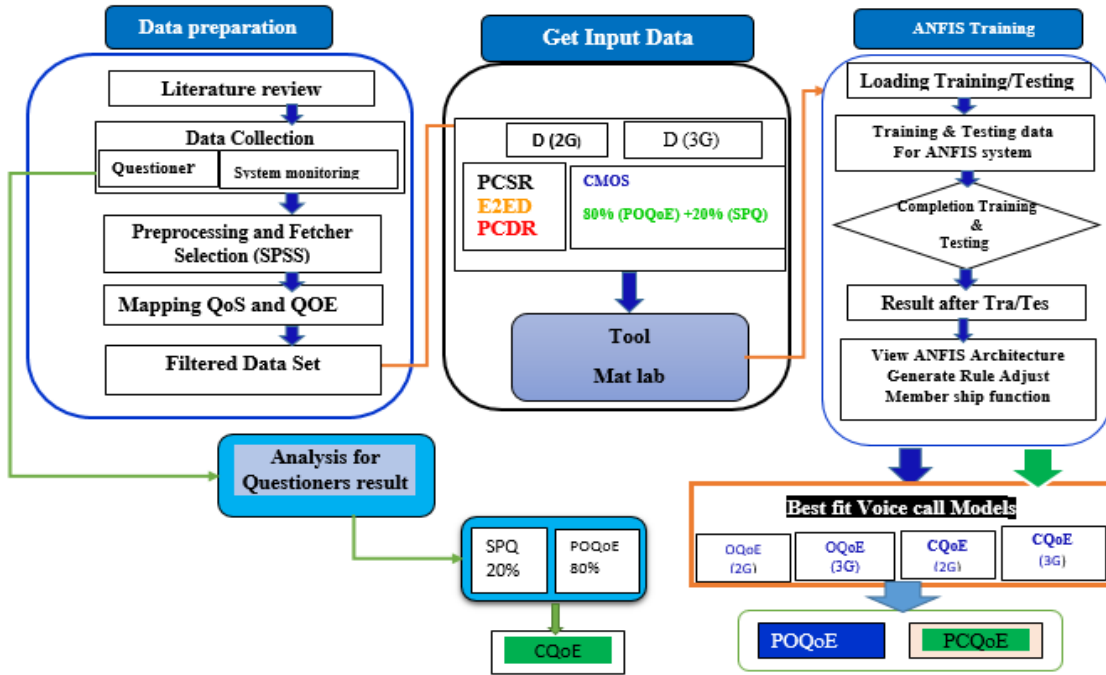 Data preparation
Literature review
Data Collection
Questioner
System monitoring
Preprocessing and Fetcher
Selection (SPSS)
Mapping QoS and QOE
Filtered Data Set
Get Input Data
D (2G)
D (3G)
PCSR
E2ED
PCDR
CMOS
80% (POQoE) +20% (SPQ)
Tool
Mat lab
ANFIS Training
Loading Training/Testing
Training & Testing data
For ANFIS system
Completion Training
&
Testing
Result after Tra/Tes
View ANFIS Architecture
Generate Rule Adjust
Member ship function
Analysis for
Questioners result
SPQ
20%
POQoE
80%
CQoE
Best fit Voice call Models
OQoE
(2G)
OQoE
(3G)
CQoE
(2G)
CQoE
(3G)
POQoE
PCQoE